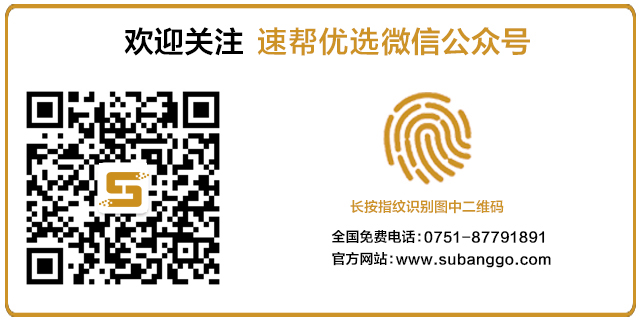 欢迎关注 速帮优选微信公众号
S
长按指纹识别图中二维码
全国免费电话:0751-87791891
官方网站:www.subanggo.com